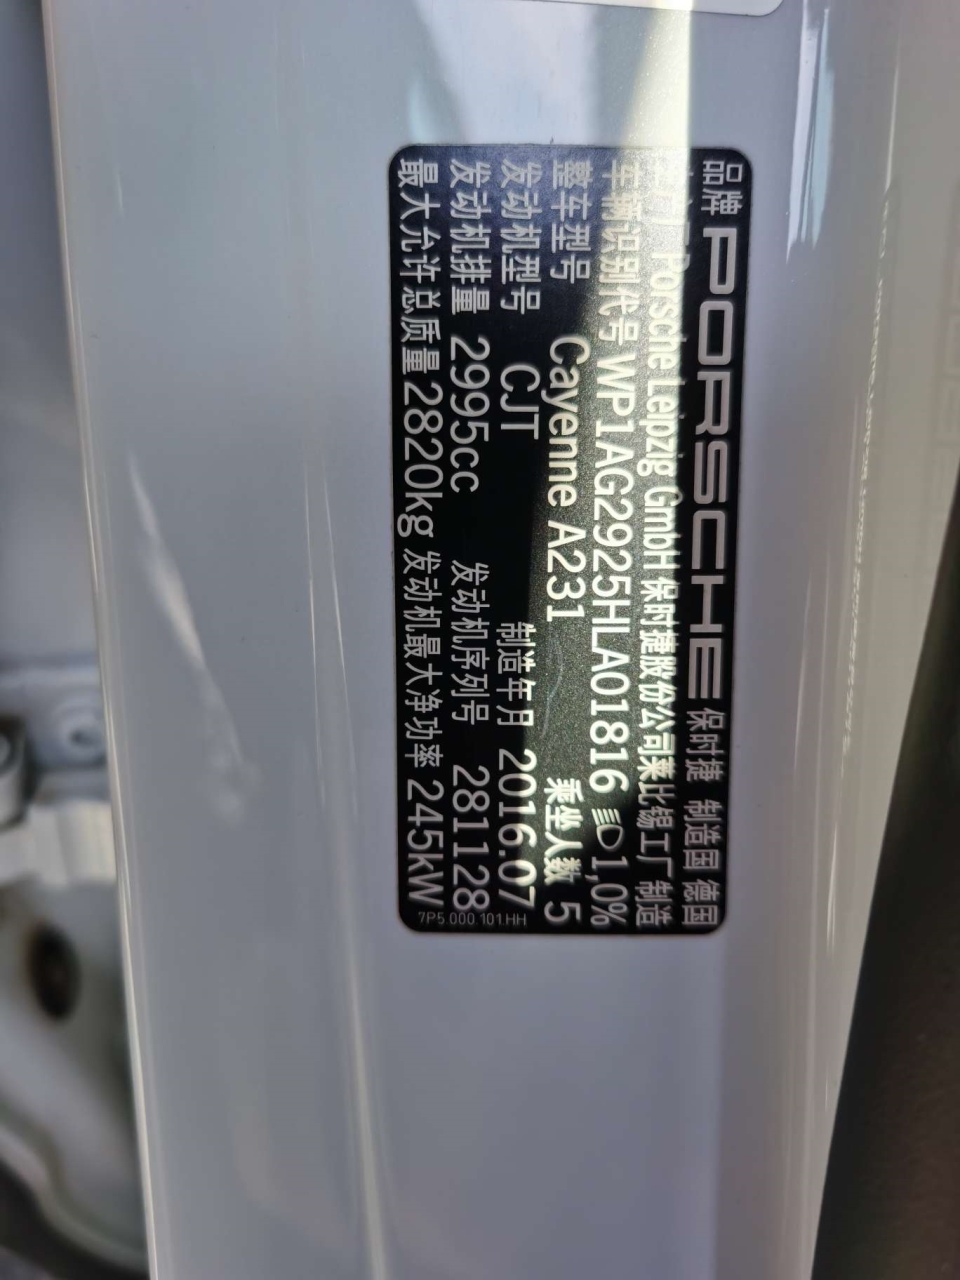 品牌 PORSCHE 保时捷 制造国 德国
Porsche Leipzig GmbH 保时捷股份公司莱比锡工厂 制造
车辆识别代号 WP1AG2925HLA01816 1,0%
整车型号 Cayenne A231 乘坐人数 5
发动机型号 CJT 制造年月 2016.07
发动机排量 2995cc 发动机序列号 281128
最大允许总质量 2820kg 发动机最大净功率 245kW
7P5.000.101.HH